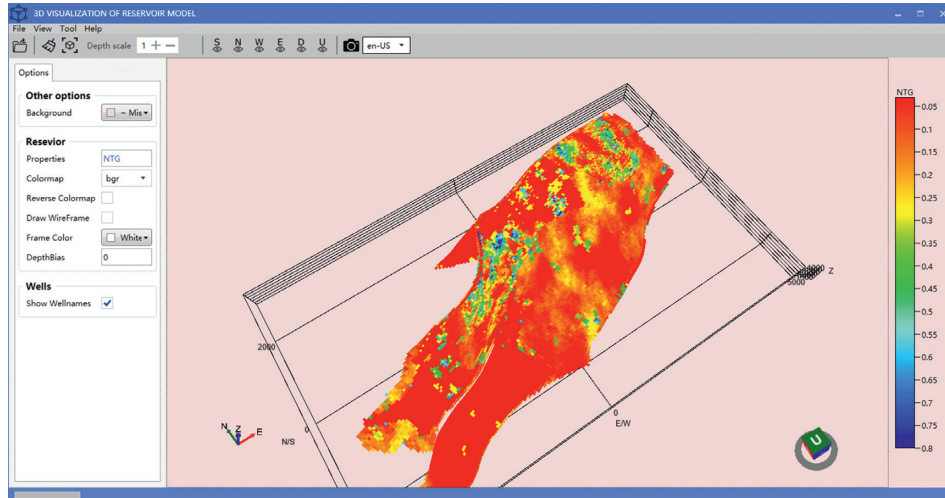 3D VISUALIZATION OF RESERVOIR MODEL
File View Tool Help
Depth scale 1 S N W E D U en-US
Options
Other options
Background ~ Mis
Resevior
Properties NTG
Colormap bgr
Reverse Colormap
Draw WireFrame
Frame Color White
DepthBias 0
Wells
Show Wellnames
2000
N/S
0
0
E/W
5000
Z
N Z E
U
NTG
0.05
0.1
0.15
0.2
0.25
0.3
0.35
0.4
0.45
0.5
0.55
0.6
0.65
0.7
0.75
0.8